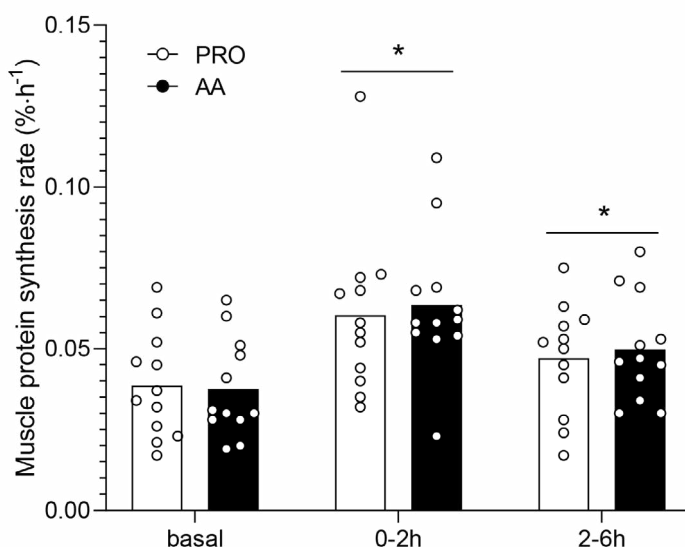 Muscle protein synthesis rate (%·h⁻¹)
0.15
0.10
0.05
0.00
PRO
AA
*
*
basal
0-2h
2-6h